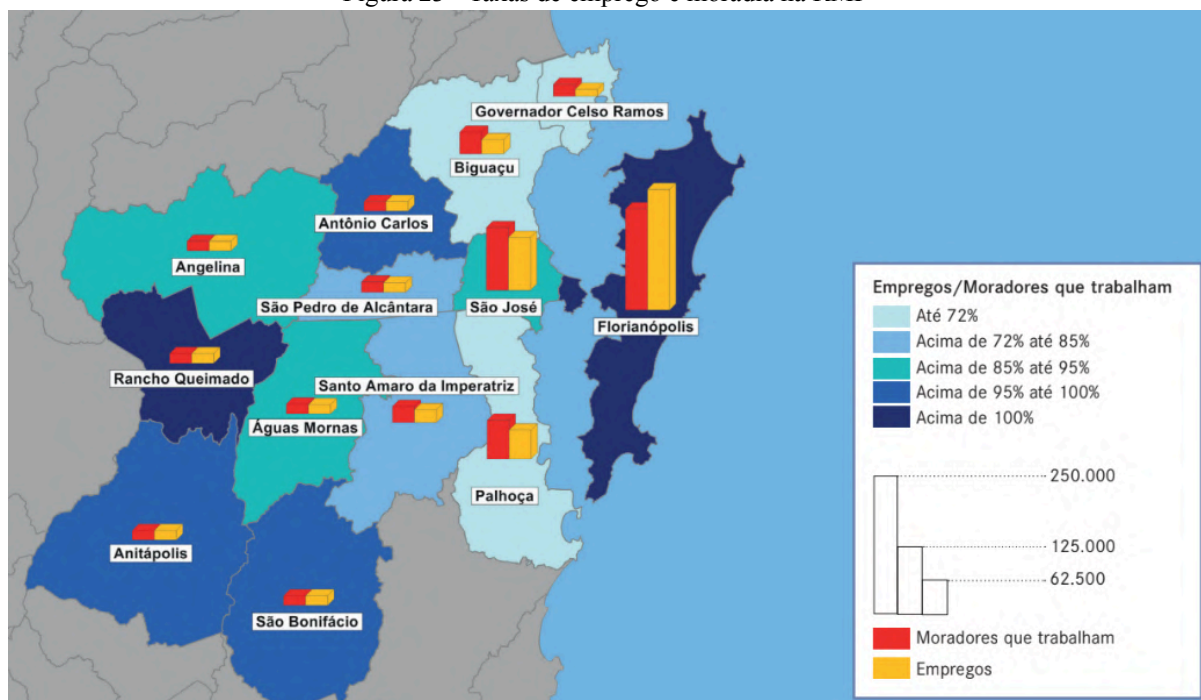 Governador Celso Ramos
Biguaçu
Antônio Carlos
Angelina
São Pedro de Alcântara
São José
Florianópolis
Rancho Queimado
Santo Amaro da Imperatriz
Águas Mornas
Palhoça
Anitápolis
São Bonifácio
Empregos/Moradores que trabalham
Até 72%
Acima de 72% até 85%
Acima de 85% até 95%
Acima de 95% até 100%
Acima de 100%
250.000
125.000
62.500
Moradores que trabalham
Empregos